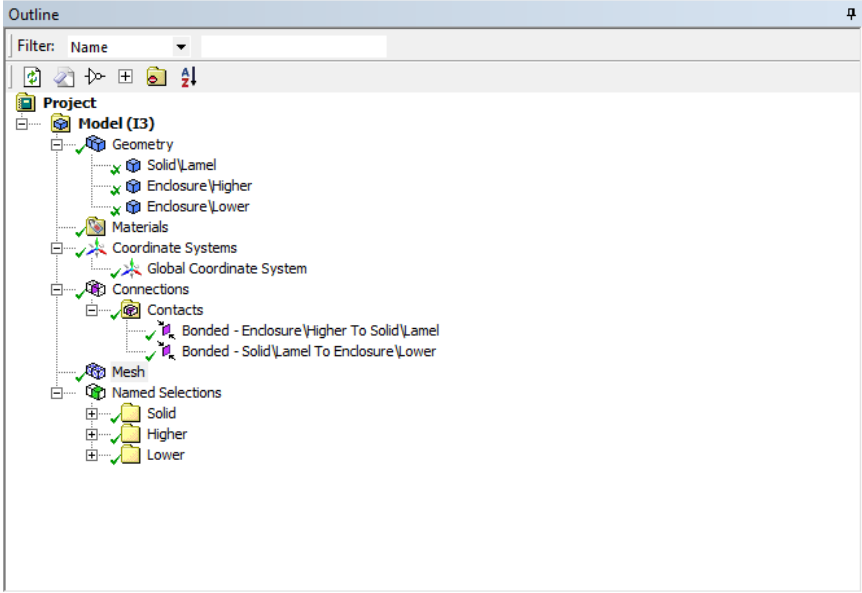 Outline
Filter: Name
Project
Model (I3)
Geometry
Solid\Lamel
Enclosure\Higher
Enclosure\Lower
Materials
Coordinate Systems
Global Coordinate System
Connections
Contacts
Bonded - Enclosure\Higher To Solid\Lamel
Bonded - Solid\Lamel To Enclosure\Lower
Mesh
Named Selections
Solid
Higher
Lower